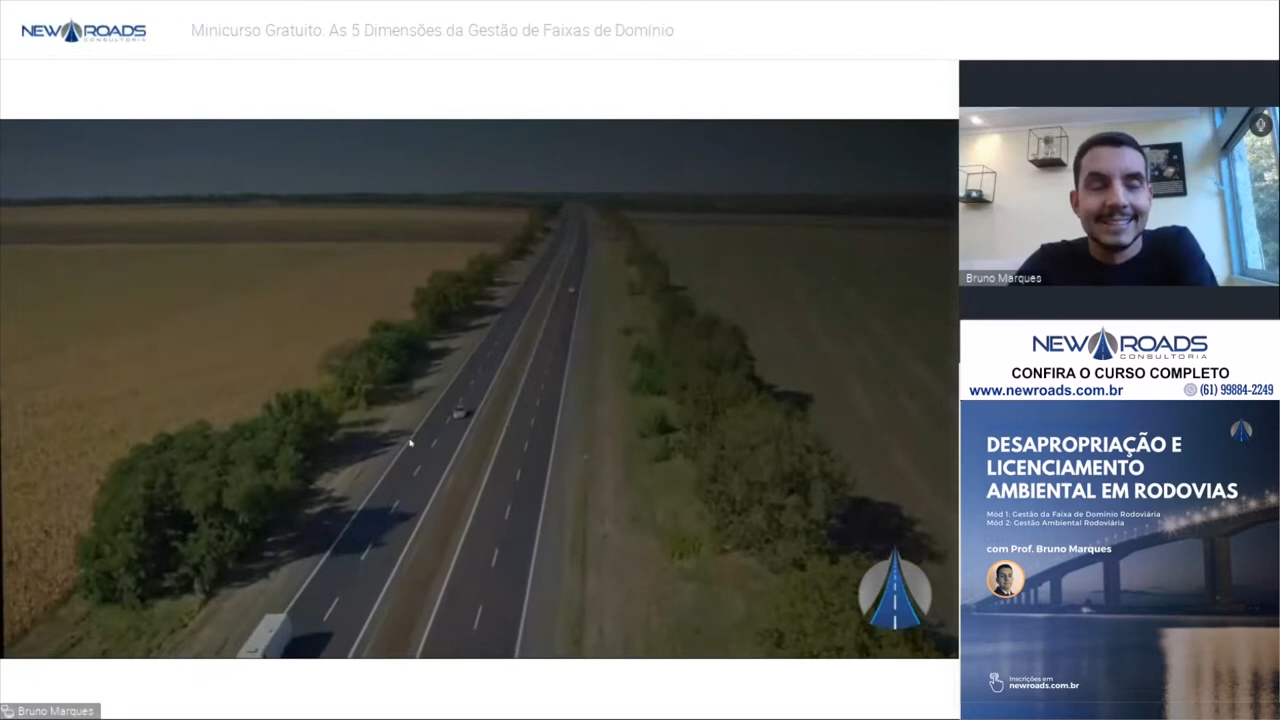 NEW ROADS
CONSULTORIA
Minicurso Gratuito: As 5 Dimensões da Gestão de Faixas de Domínio
Bruno Marques
NEW ROADS
CONSULTORIA
CONFIRA O CURSO COMPLETO
www.newroads.com.br
(61) 99884-2249
DESAPROPRIAÇÃO E
LICENCIAMENTO
AMBIENTAL EM RODOVIAS
Mód 1: Gestão da Faixa de Domínio Rodoviária
Mód 2: Gestão Ambiental Rodoviária
com Prof. Bruno Marques
Inscrições em
newroads.com.br
Bruno Marques